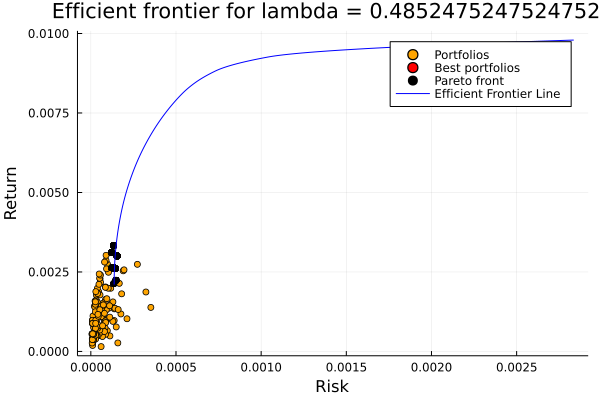 Efficient frontier for lambda = 0.4852475247524752
0.0100
0.0075
0.0050
0.0025
0.0000
Return
Portfolios
Best portfolios
Pareto front
Efficient Frontier Line
0.0000 0.0005 0.0010 0.0015 0.0020 0.0025
Risk